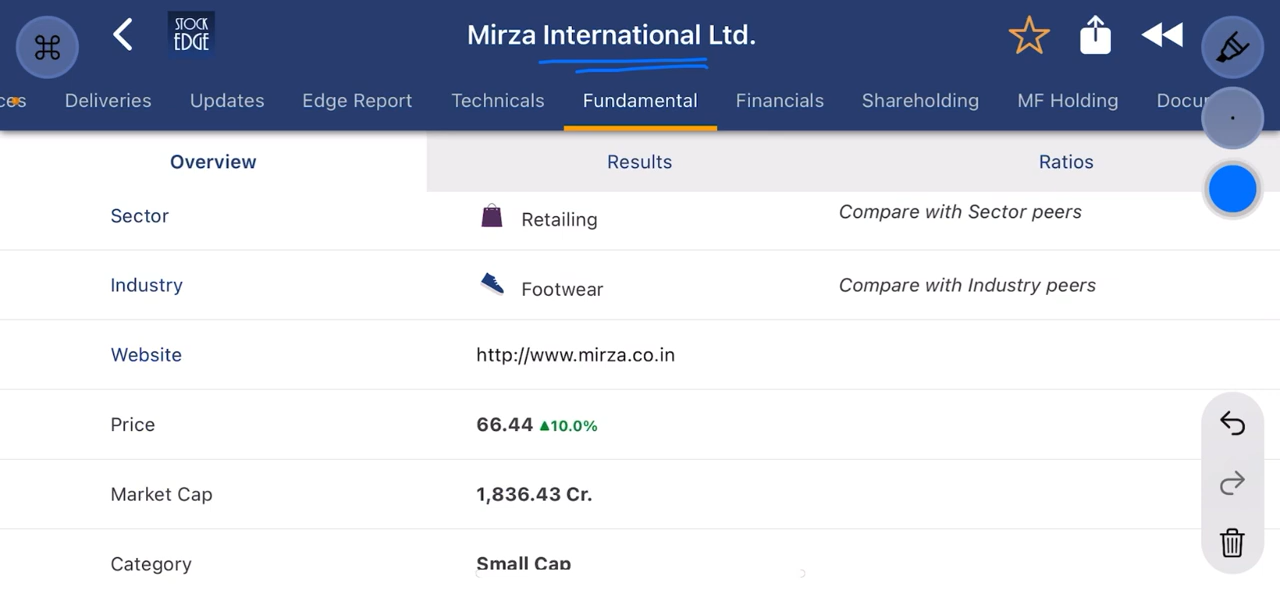 STOCK
EDGE
Mirza International Ltd.
Deliveries Updates Edge Report Technicals Fundamental Financials Shareholding MF Holding
Overview Results Ratios
Sector Retailing Compare with Sector peers
Industry Footwear Compare with Industry peers
Website http://www.mirza.co.in
Price 66.44 ▲10.0%
Market Cap 1,836.43 Cr.
Category Small Cap